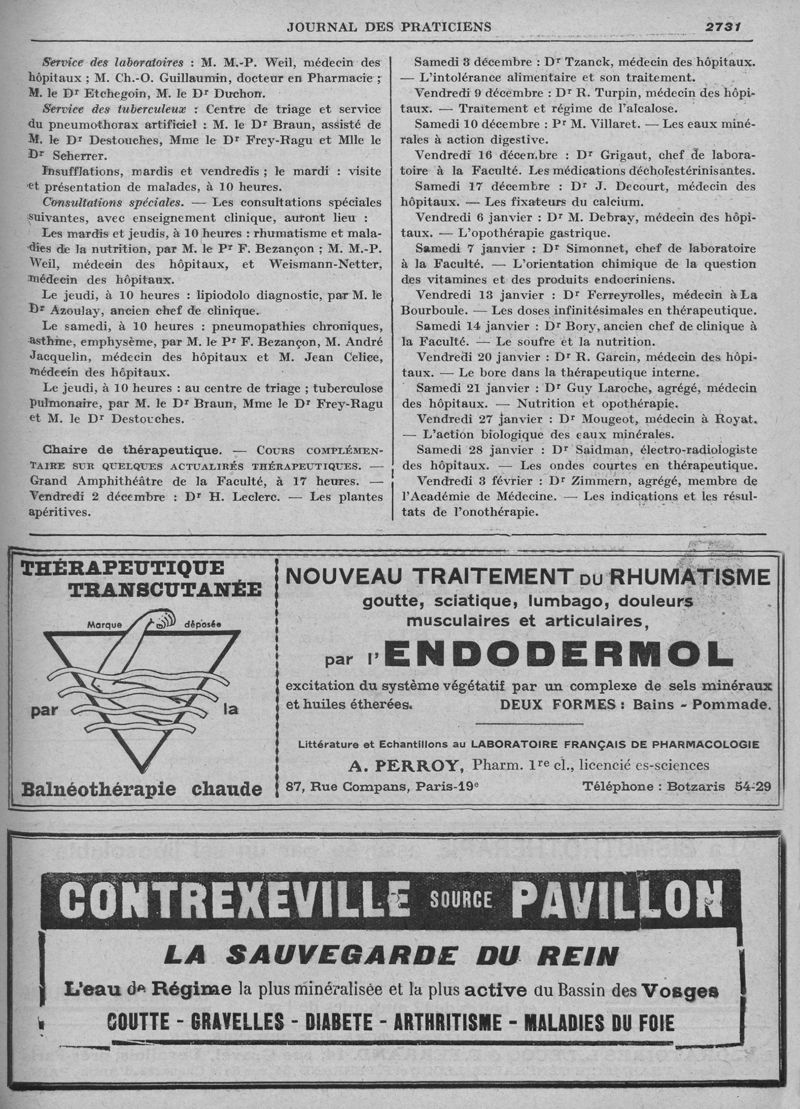 JOURNAL DES PRATICIENS 2731
Service des laboratoires : M. M.-P. Weil, médecin des
hôpitaux ; M. Ch.-O. Guillaumin, docteur en Pharmacie ;
M. le Dr Etchegoin, M. le Dr Duchon.
Service des tuberculeux : Centre de triage et service
du pneumothorax artificiel : M. le Dr Braun, assisté de
M. le Dr Destouches, Mme le Dr Frey-Ragu et Mlle le
Dr Scherrer.
Insufflations, mardis et vendredis ; le mardi : visite
et présentation de malades, à 10 heures.
Consultations spéciales. — Les consultations spéciales
suivantes, avec enseignement clinique, auront lieu :
Les mardis et jeudis, à 10 heures : rhumatisme et mala-
dies de la nutrition, par M. le Pr F. Bezançon ; M. M.-P.
Weil, médecin des hôpitaux, et Weismann-Netter,
médecin des hôpitaux.
Le jeudi, à 10 heures : lipiodolo diagnostic, par M. le
Dr Azoulay, ancien chef de clinique.
Le samedi, à 10 heures : pneumopathies chroniques,
asthme, emphysème, par M. le Pr F. Bezançon, M. André
Jacquelin, médecin des hôpitaux et M. Jean Celice,
médecin des hôpitaux.
Le jeudi, à 10 heures : au centre de triage ; tuberculose
pulmonaire, par M. le Dr Braun, Mme le Dr Frey-Ragu
et M. le Dr Destouches.
Chaire de thérapeutique. — COURS COMPLÉMEN-
TAIRE SUR QUELQUES ACTUALIRÉS THÉRAPEUTIQUES. —
Grand Amphithéâtre de la Faculté, à 17 heures. —
Vendredi 2 décembre : Dr H. Leclerc. — Les plantes
apéritives.
Samedi 3 décembre : Dr Tzanck, médecin des hôpitaux.
— L'intolérance alimentaire et son traitement.
Vendredi 9 décembre : Dr R. Turpin, médecin des hôpi-
taux. — Traitement et régime de l'alcalose.
Samedi 10 décembre : Pr M. Villaret. — Les eaux miné-
rales à action digestive.
Vendredi 16 décembre : Dr Grigaut, chef de labora-
toire à la Faculté. Les médications décholestérinisantes.
Samedi 17 décembre : Dr J. Decourt, médecin des
hôpitaux. — Les fixateurs du calcium.
Vendredi 6 janvier : Dr M. Debray, médecin des hôpi-
taux. — L'opothérapie gastrique.
Samedi 7 janvier : Dr Simonnet, chef de laboratoire
à la Faculté. — L'orientation chimique de la question
des vitamines et des produits endocriniens.
Vendredi 13 janvier : Dr Ferreyrolles, médecin à La
Bourboule. — Les doses infinitésimales en thérapeutique.
Samedi 14 janvier : Dr Bory, ancien chef de clinique à
la Faculté. — Le soufre et la nutrition.
Vendredi 20 janvier : Dr R. Garcin, médecin des hôpi-
taux. — Le bore dans la thérapeutique interne.
Samedi 21 janvier : Dr Guy Laroche, agrégé, médecin
des hôpitaux. — Nutrition et opothérapie.
Vendredi 27 janvier : Dr Mougeot, médecin à Royat.
— L'action biologique des eaux minérales.
Samedi 28 janvier : Dr Saidman, électro-radiologiste
des hôpitaux. — Les ondes courtes en thérapeutique.
Vendredi 3 février : Dr Zimmern, agrégé, membre de
l'Académie de Médecine. — Les indications et les résul-
tats de l'onothérapie.
THÉRAPEUTIQUE
TRANSCUTANÉE
Marque déposée
par la
Balnéothérapie chaude
NOUVEAU TRAITEMENT DU RHUMATISME
goutte, sciatique, lumbago, douleurs
musculaires et articulaires,
par l'ENDODERMOL
excitation du système végétatif par un complexe de sels minéraux
et huiles éthérées. DEUX FORMES : Bains - Pommade.
Littérature et Echantillons au LABORATOIRE FRANÇAIS DE PHARMACOLOGIE
A. PERROY, Pharm. 1re cl., licencié es-sciences
87, Rue Compans, Paris-19e Téléphone : Botzaris 54-29
CONTREXEVILLE SOURCE PAVILLON
LA SAUVEGARDE DU REIN
L'eau de Régime la plus minéralisée et la plus active du Bassin des Vosges
GOUTTE - GRAVELLES - DIABETE - ARTHRITISME - MALADIES DU FOIE